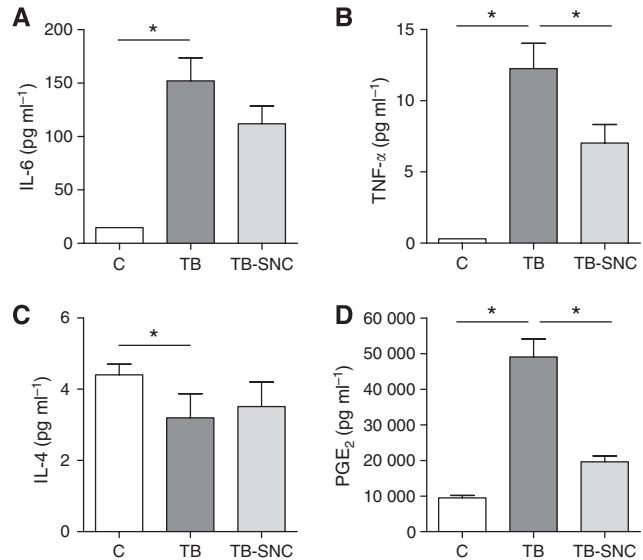 A
200
150
100
50
0
IL-6 (pg ml⁻¹)
*
C TB TB-SNC
B
15
10
5
0
TNF-α (pg ml⁻¹)
* *
C TB TB-SNC
C
6
4
2
0
IL-4 (pg ml⁻¹)
*
C TB TB-SNC
D
60 000
50 000
40 000
30 000
20 000
10 000
0
PGE₂ (pg ml⁻¹)
* *
C TB TB-SNC